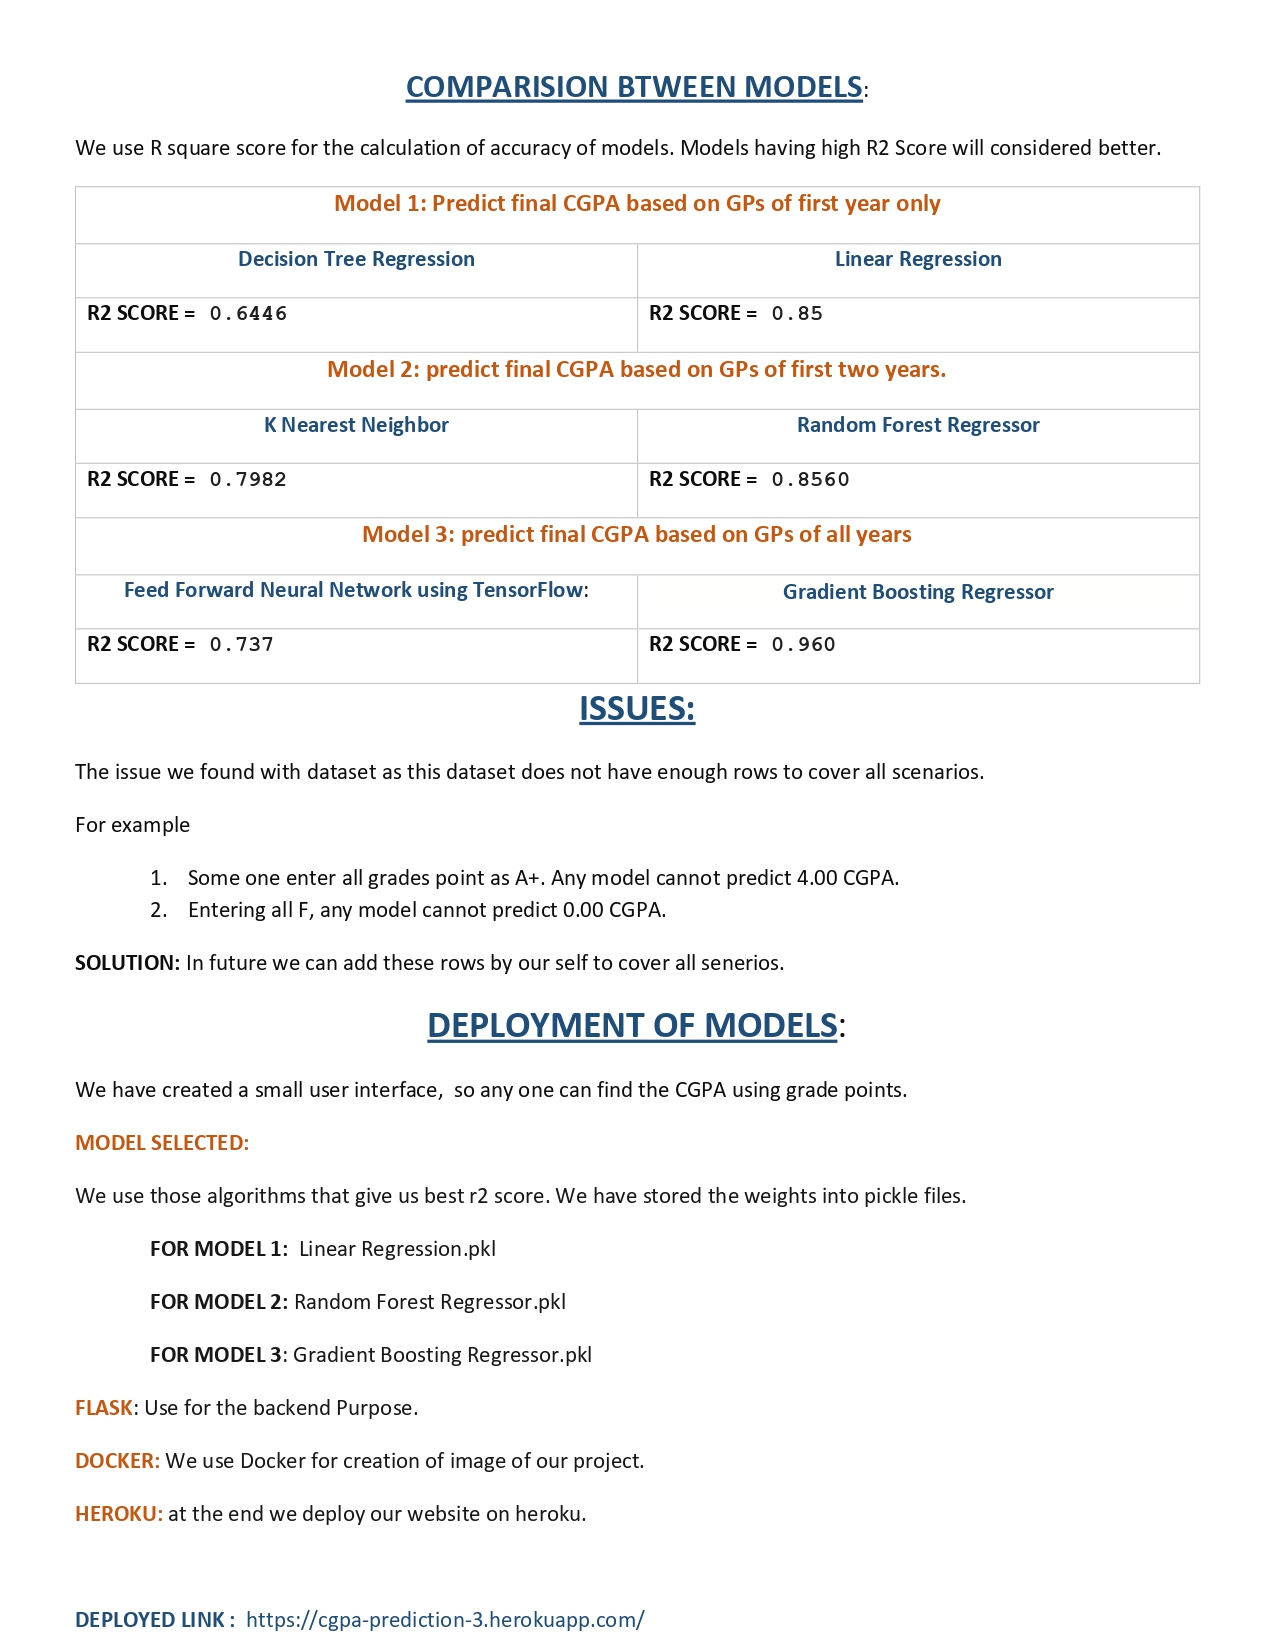 COMPARISION BTWEEN MODELS:
We use R square score for the calculation of accuracy of models. Models having high R2 Score will considered better.
Model 1: Predict final CGPA based on GPs of first year only
Decision Tree Regression
Linear Regression
R2 SCORE = 0.6446
R2 SCORE = 0.85
Model 2: predict final CGPA based on GPs of first two years.
K Nearest Neighbor
Random Forest Regressor
R2 SCORE = 0.7982
R2 SCORE = 0.8560
Model 3: predict final CGPA based on GPs of all years
Feed Forward Neural Network using TensorFlow:
Gradient Boosting Regressor
R2 SCORE = 0.737
R2 SCORE = 0.960
ISSUES:
The issue we found with dataset as this dataset does not have enough rows to cover all scenarios.
For example
1. Some one enter all grades point as A+. Any model cannot predict 4.00 CGPA.
2. Entering all F, any model cannot predict 0.00 CGPA.
SOLUTION: In future we can add these rows by our self to cover all senerios.
DEPLOYMENT OF MODELS:
We have created a small user interface,  so any one can find the CGPA using grade points.
MODEL SELECTED:
We use those algorithms that give us best r2 score. We have stored the weights into pickle files.
FOR MODEL 1:  Linear Regression.pkl
FOR MODEL 2: Random Forest Regressor.pkl
FOR MODEL 3: Gradient Boosting Regressor.pkl
FLASK: Use for the backend Purpose.
DOCKER: We use Docker for creation of image of our project.
HEROKU: at the end we deploy our website on heroku.
DEPLOYED LINK :  https://cgpa-prediction-3.herokuapp.com/